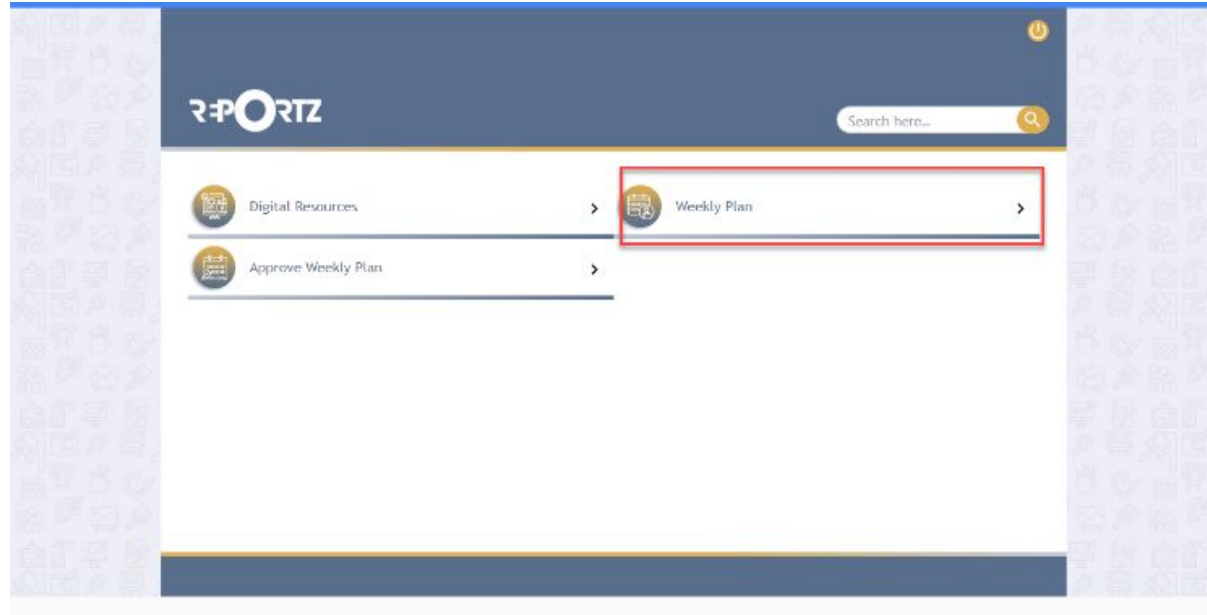 REPORTZ
Search here...
Digital Resources
Weekly Plan
Approve Weekly Plan